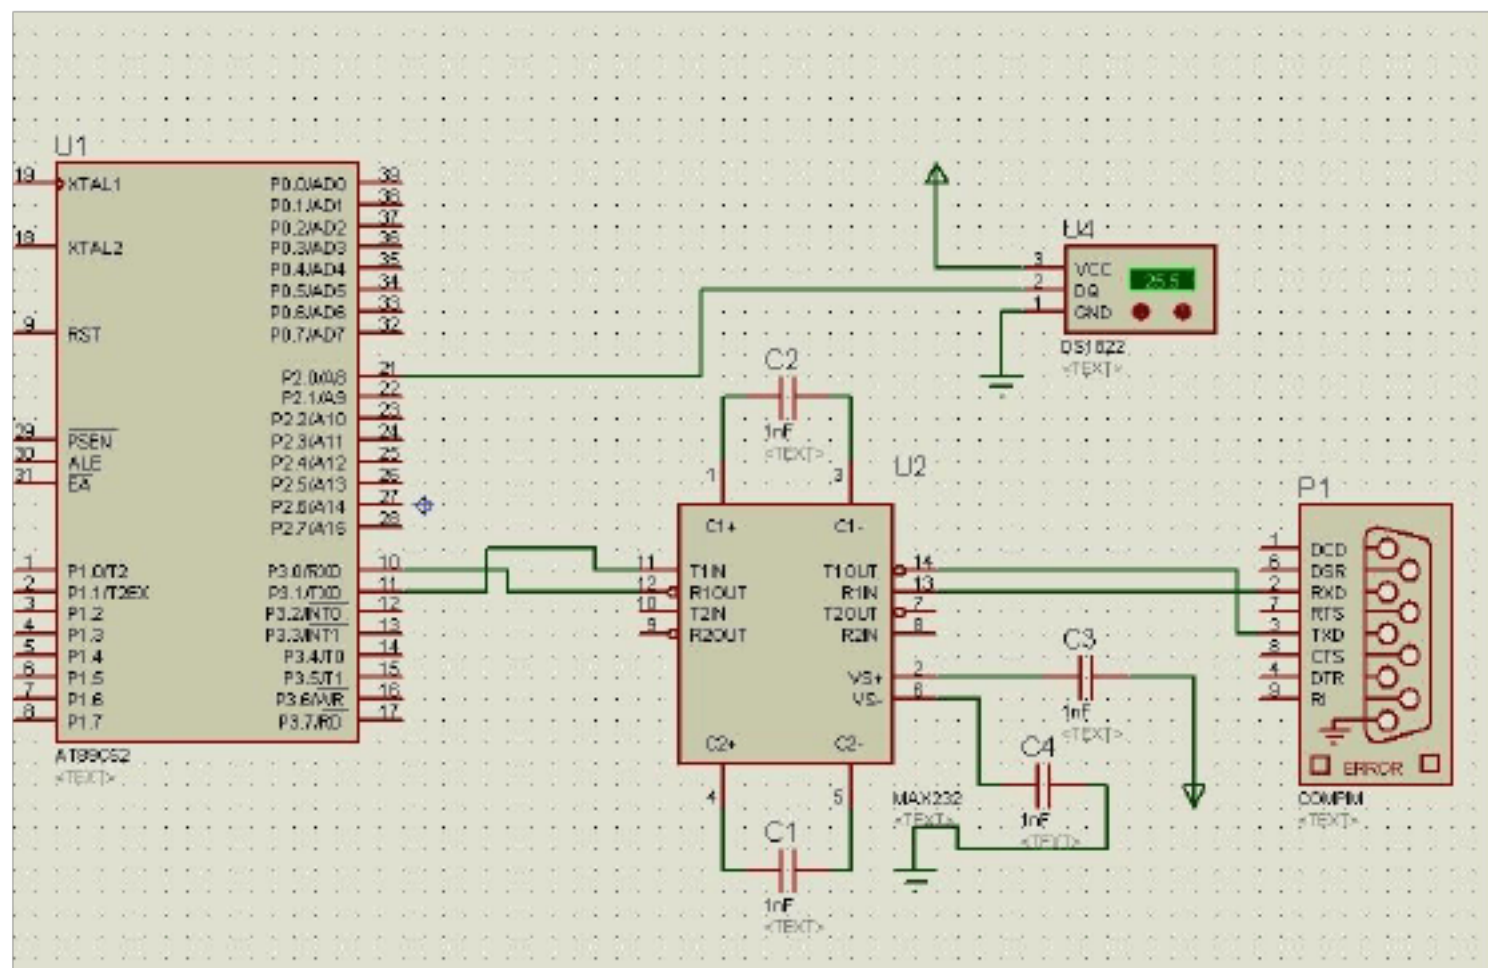 U1
19 XTAL1 P0.0/AD0 39
P0.1/AD1 38
P0.2/AD2 37
18 XTAL2 P0.3/AD3 36
P0.4/AD4 35
P0.5/AD5 34
P0.6/AD6 33
9 RST P0.7/AD7 32
P2.0/A8 21
P2.1/A9 22
P2.2/A10 23
29 PSEN P2.3/A11 24
30 ALE P2.4/A12 25
31 EA P2.5/A13 26
P2.6/A14 27
P2.7/A15 28
1 P1.0/T2 P3.0/RXD 10
2 P1.1/T2EX P3.1/TXD 11
3 P1.2 P3.2/INT0 12
4 P1.3 P3.3/INT1 13
5 P1.4 P3.4/T0 14
6 P1.5 P3.5/T1 15
7 P1.6 P3.6/WR 16
8 P1.7 P3.7/RD 17
AT89C52
<TEXT>
U4
3 VCC
2 DQ
1 GND
25.5
DS1822
<TEXT>
C2
1nF
<TEXT>
U2
1 3
C1+ C1-
11 T1IN T1OUT 14
12 R1OUT R1IN 13
10 T2IN T2OUT 7
9 R2OUT R2IN 8
VS+ 2
VS- 6
C2+ C2-
4 5
MAX232
<TEXT>
C1
1nF
<TEXT>
C3
1nF
<TEXT>
C4
1nF
<TEXT>
P1
1 DCD
6 DSR
2 RXD
7 RTS
3 TXD
8 CTS
4 DTR
9 RI
ERROR
COMPIM
<TEXT>